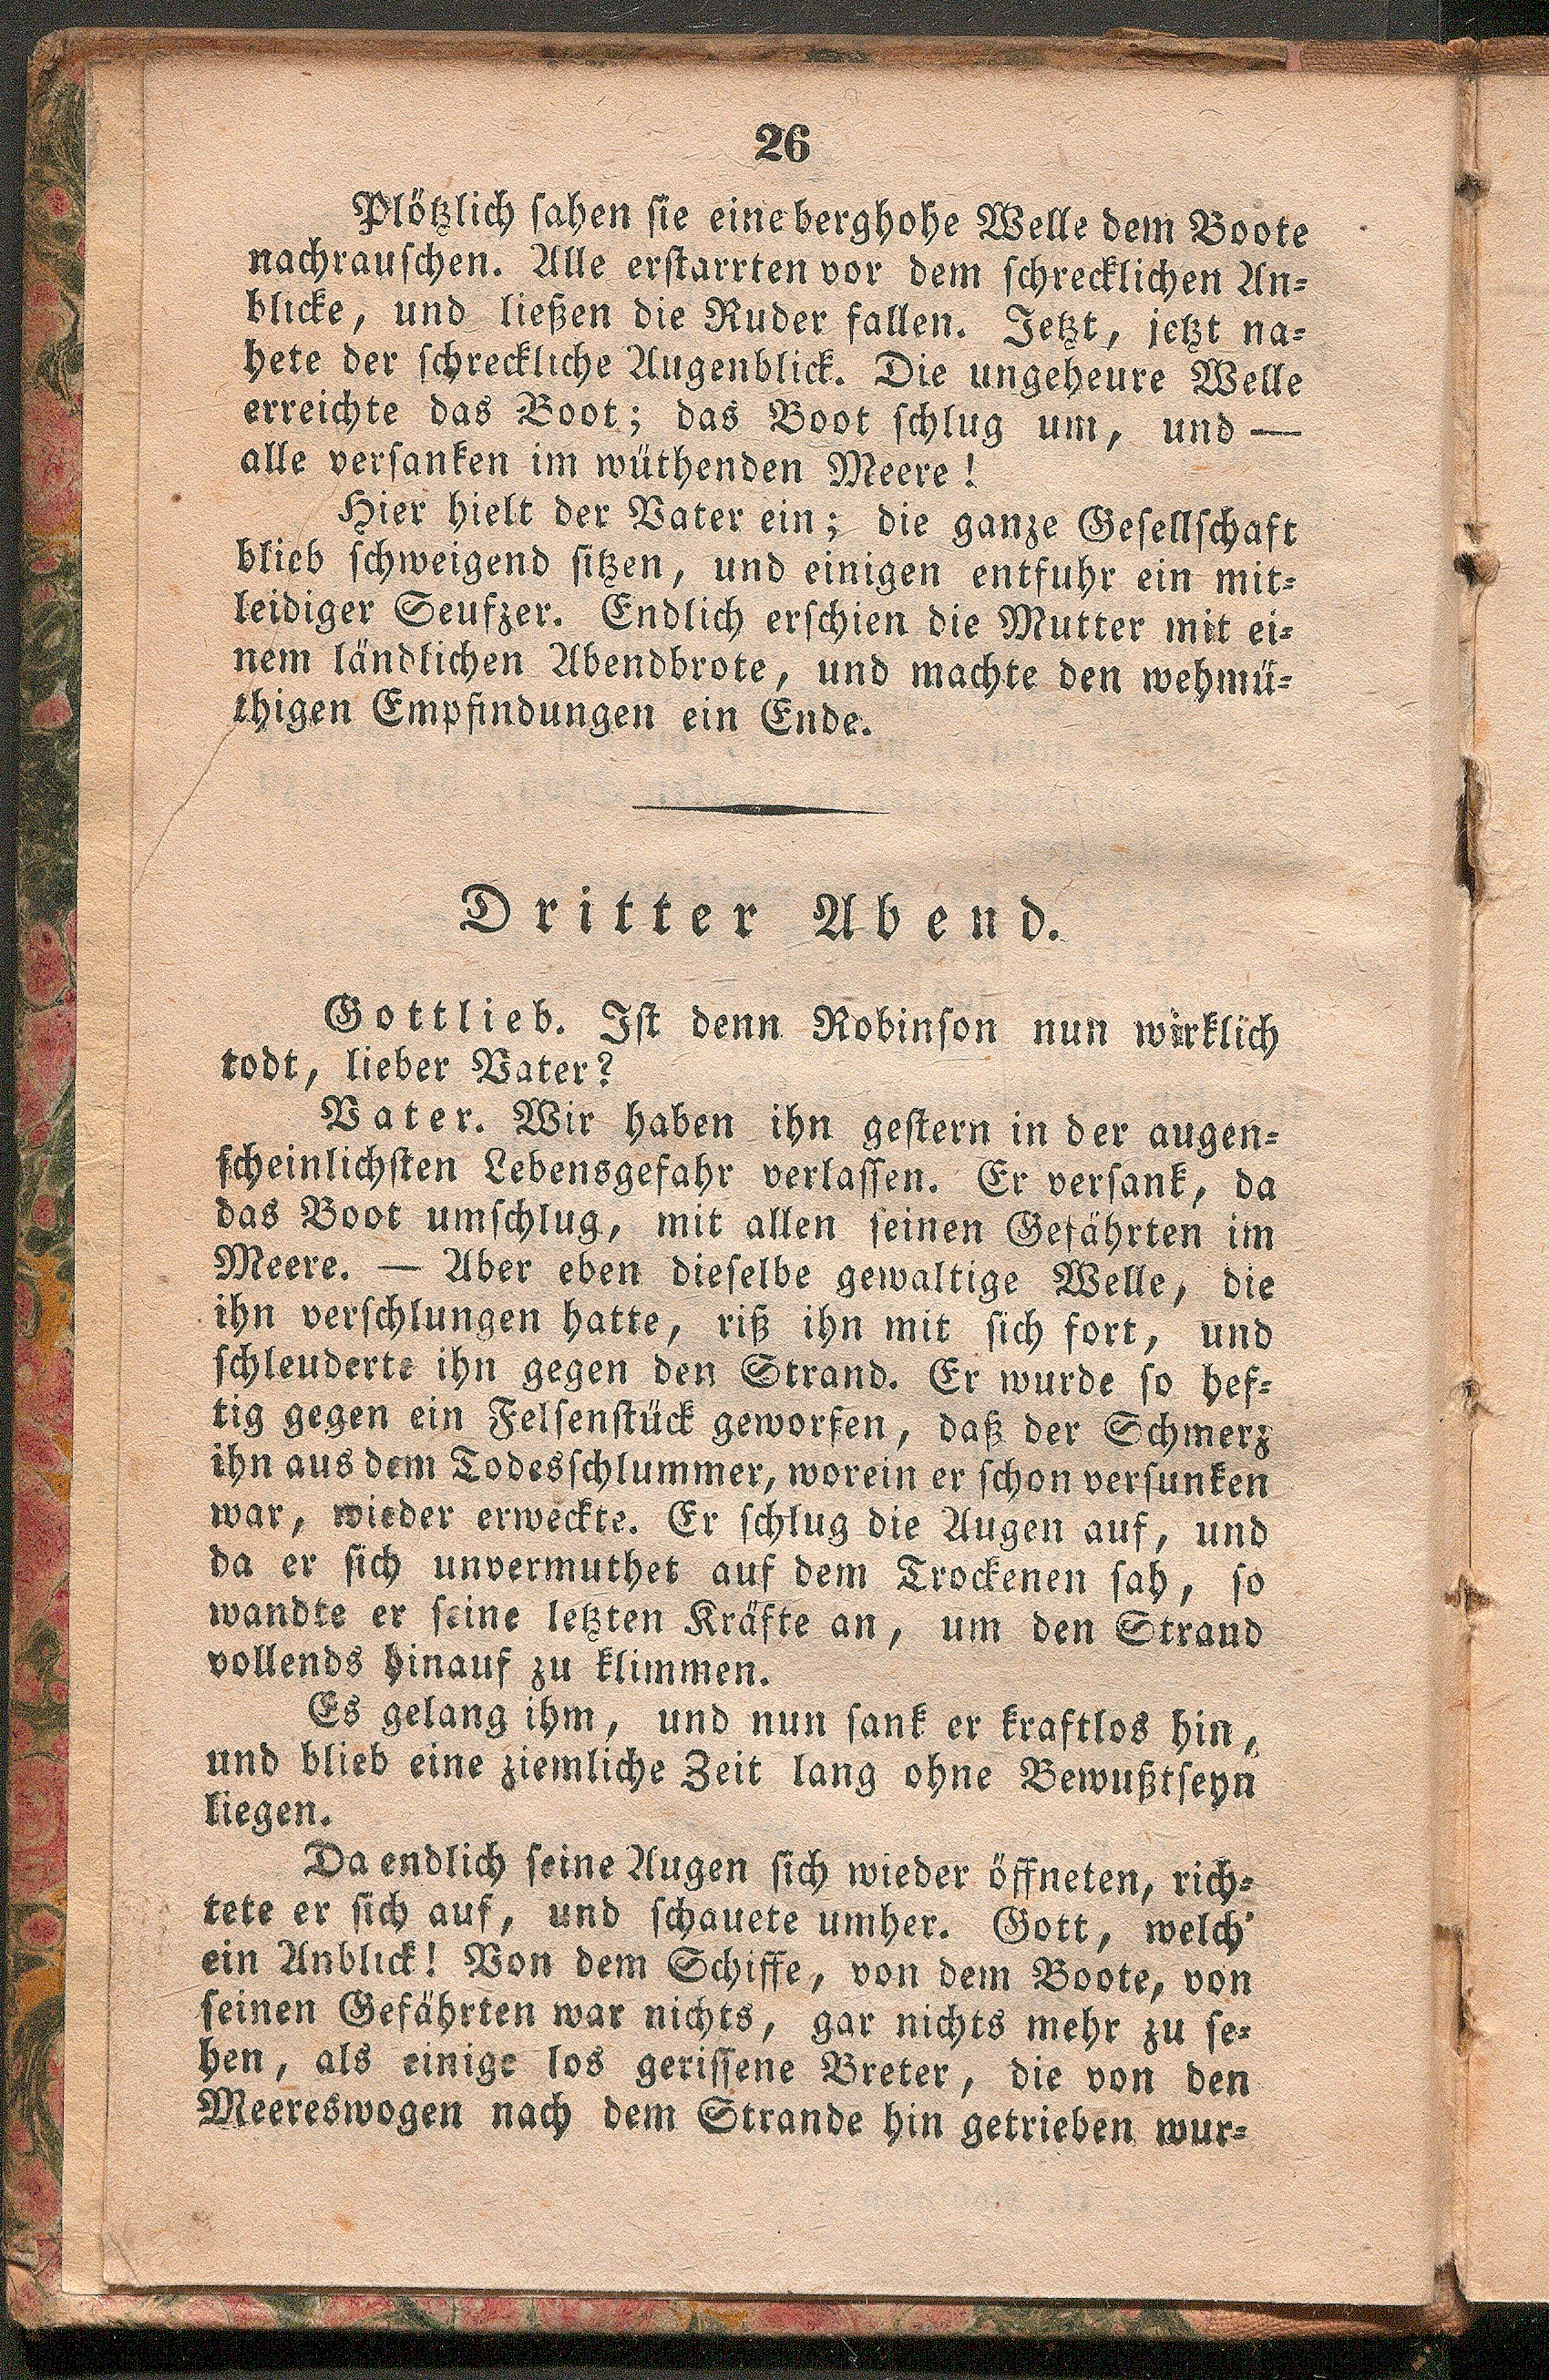 26
Plötzlich sahen sie eine berghohe Welle dem Boote
nachrauschen. Alle erstarrten vor dem schrecklichen An-
blicke, und ließen die Ruder fallen. Jetzt, jetzt na-
hete der schreckliche Augenblick. Die ungeheure Welle
erreichte das Boot; das Boot schlug um, und —
alle versanken im wüthenden Meere!
Hier hielt der Vater ein; die ganze Gesellschaft
blieb schweigend sitzen, und einigen entfuhr ein mit-
leidiger Seufzer. Endlich erschien die Mutter mit ei-
nem ländlichen Abendbrote, und machte den wehmü-
thigen Empfindungen ein Ende.
Dritter Abend.
Gottlieb. Ist denn Robinson nun wirklich
todt, lieber Vater?
Vater. Wir haben ihn gestern in der augen-
scheinlichsten Lebensgefahr verlassen. Er versank, da
das Boot umschlug, mit allen seinen Gefährten im
Meere. — Aber eben dieselbe gewaltige Welle, die
ihn verschlungen hatte, riß ihn mit sich fort, und
schleuderte ihn gegen den Strand. Er wurde so hef-
tig gegen ein Felsenstück geworfen, daß der Schmerz
ihn aus dem Todesschlummer, worein er schon versunken
war, wieder erweckte. Er schlug die Augen auf, und
da er sich unvermuthet auf dem Trockenen sah, so
wandte er seine letzten Kräfte an, um den Strand
vollends hinauf zu klimmen.
Es gelang ihm, und nun sank er kraftlos hin,
und blieb eine ziemliche Zeit lang ohne Bewußtseyn
liegen.
Da endlich seine Augen sich wieder öffneten, rich-
tete er sich auf, und schauete umher. Gott, welch'
ein Anblick! Von dem Schiffe, von dem Boote, von
seinen Gefährten war nichts, gar nichts mehr zu se-
hen, als einige los gerissene Breter, die von den
Meereswogen nach dem Strande hin getrieben wur-